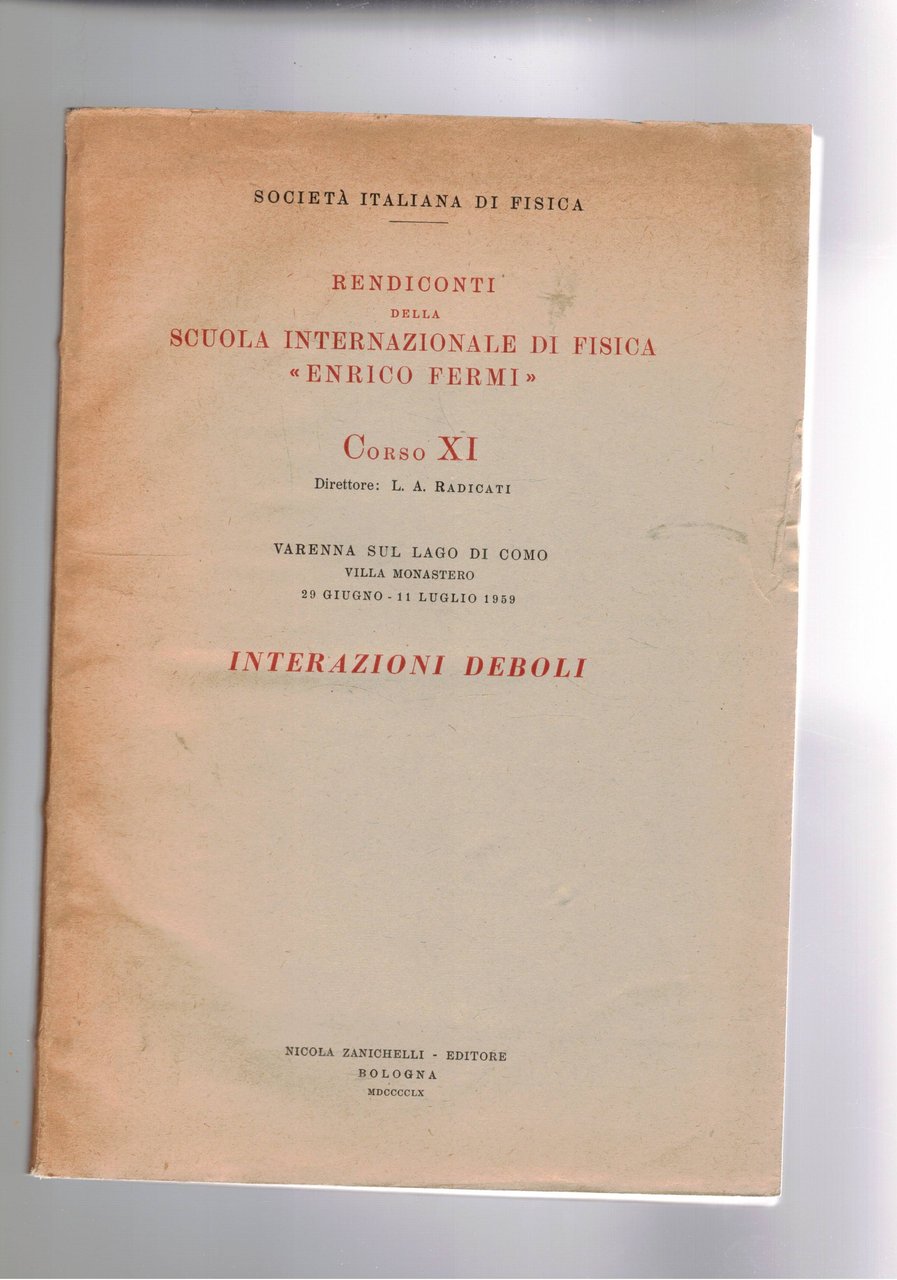 SOCIETÀ ITALIANA DI FISICA
RENDICONTI
DELLA
SCUOLA INTERNAZIONALE DI FISICA
«ENRICO FERMI»
CORSO XI
Direttore: L. A. RADICATI
VARENNA SUL LAGO DI COMO
VILLA MONASTERO
29 GIUGNO - 11 LUGLIO 1959
INTERAZIONI DEBOLI
NICOLA ZANICHELLI - EDITORE
BOLOGNA
MDCCCCLX